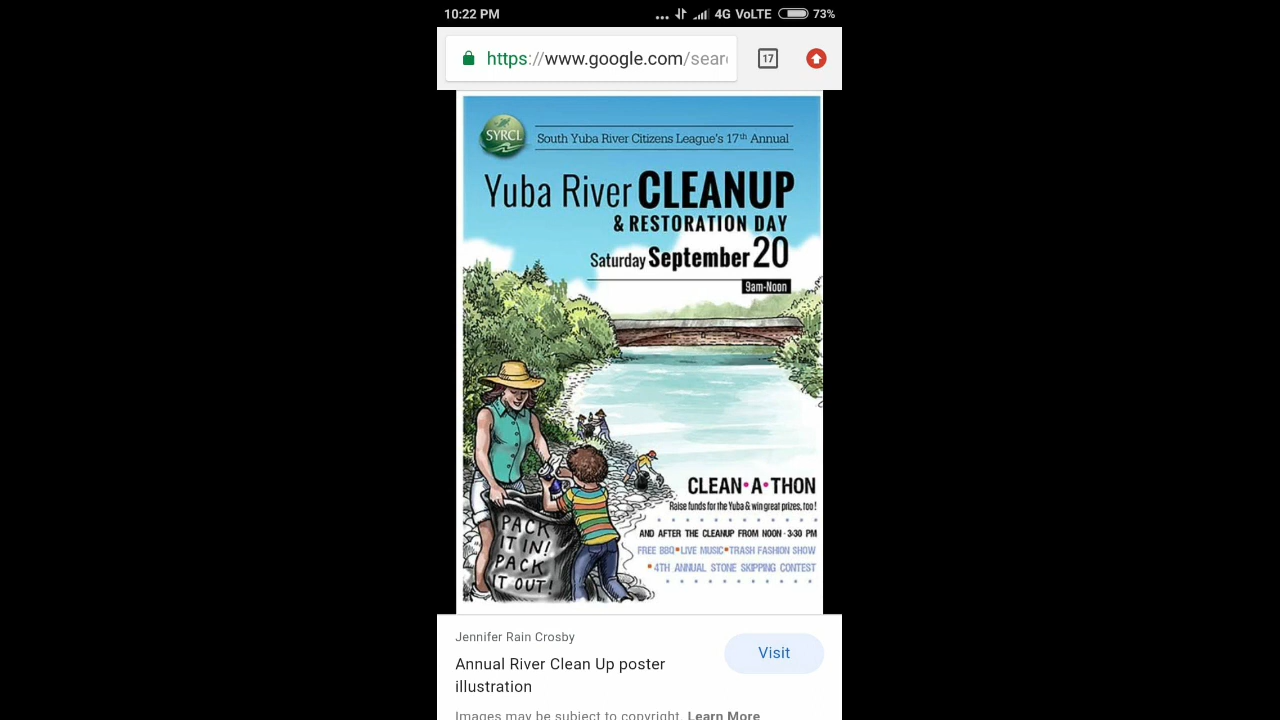 10:22 PM
4G VoLTE
73%
https://www.google.com/sear
17
SYRCL
South Yuba River Citizens League's 17th Annual
Yuba River CLEANUP
& RESTORATION DAY
Saturday September 20
9am-Noon
CLEAN•A•THON
Raise funds for the Yuba & win great prizes, too!
AND AFTER THE CLEANUP FROM NOON - 3:30 PM
FREE BBQ•LIVE MUSIC•TRASH FASHION SHOW
•4TH ANNUAL STONE SKIPPING CONTEST
PACK
IT IN!
PACK
IT OUT!
Jennifer Rain Crosby
Visit
Annual River Clean Up poster
illustration
Images may be subject to copyright. Learn More